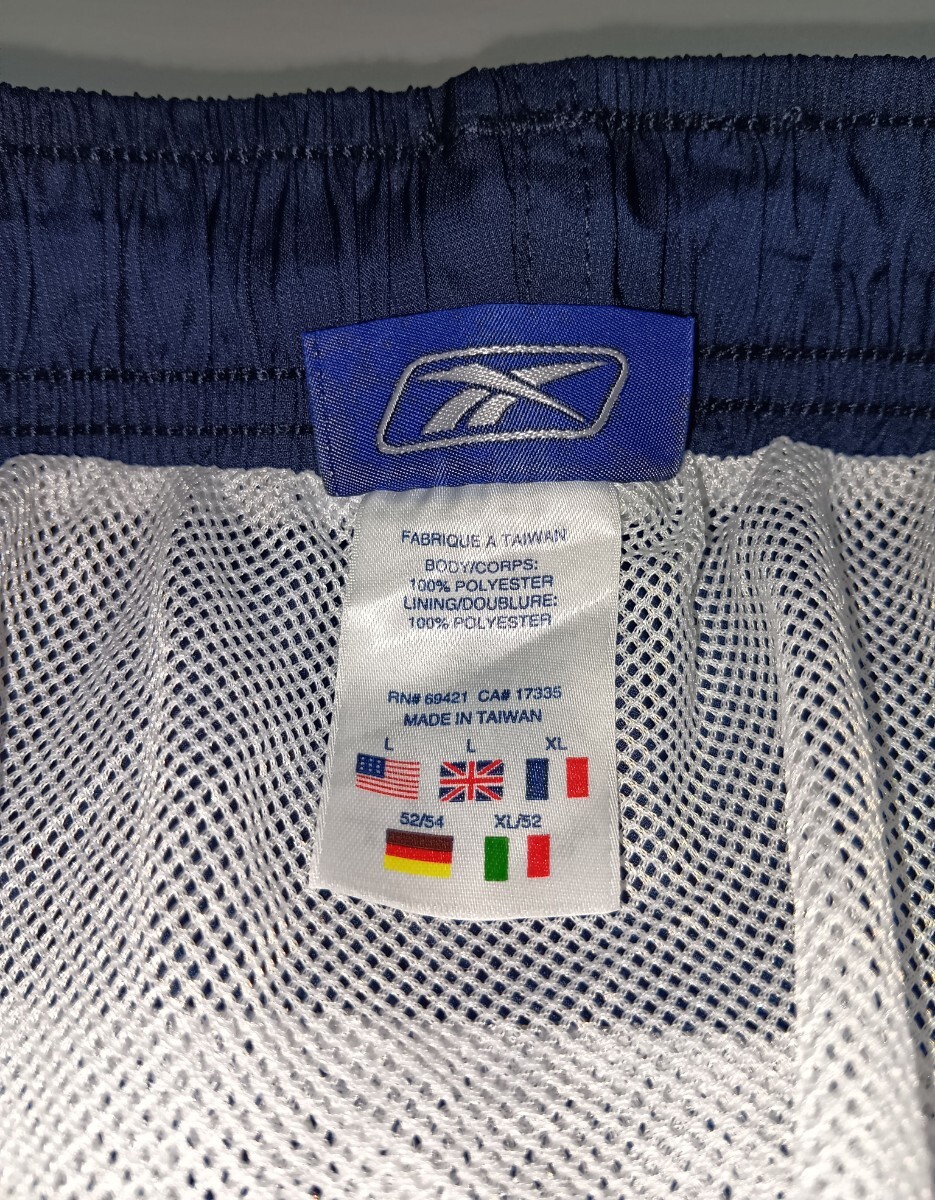 FABRIQUE A TAIWAN
BODY/CORPS:
100% POLYESTER
LINING/DOUBLURE:
100% POLYESTER
RN# 69421 CA# 17335
MADE IN TAIWAN
L L XL
52/54 XL/52